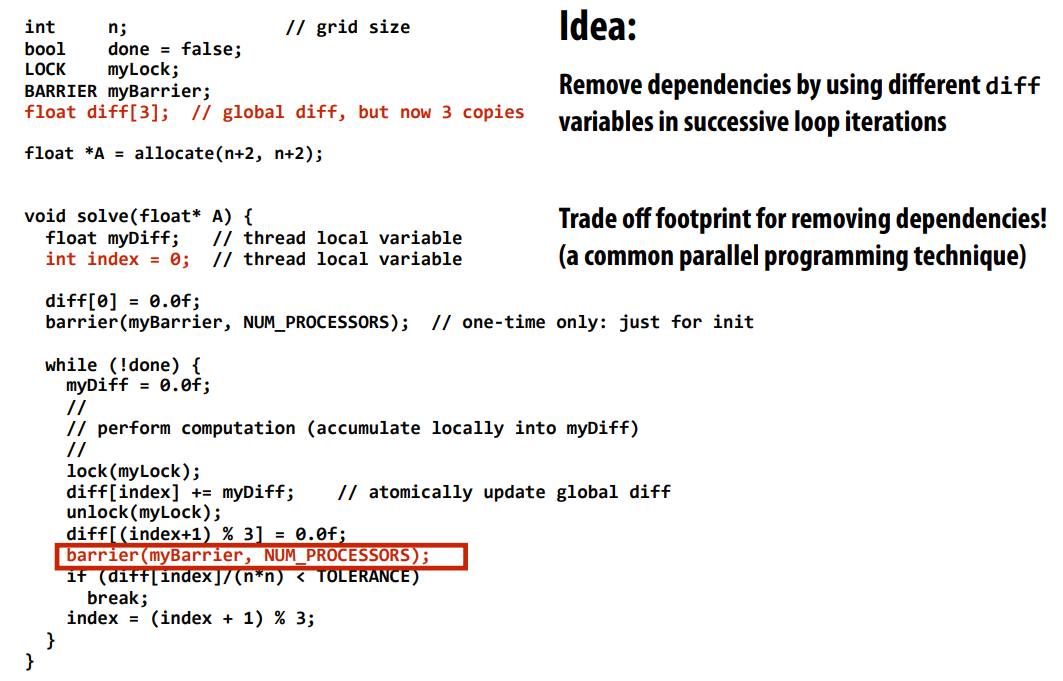 int     n;               // grid size
bool    done = false;
LOCK    myLock;
BARRIER myBarrier;
float diff[3];  // global diff, but now 3 copies
float *A = allocate(n+2, n+2);
void solve(float* A) {
  float myDiff;   // thread local variable
  int index = 0;  // thread local variable
  diff[0] = 0.0f;
  barrier(myBarrier, NUM_PROCESSORS);  // one-time only: just for init
  while (!done) {
    myDiff = 0.0f;
    //
    // perform computation (accumulate locally into myDiff)
    //
    lock(myLock);
    diff[index] += myDiff;    // atomically update global diff
    unlock(myLock);
    diff[(index+1) % 3] = 0.0f;
    barrier(myBarrier, NUM_PROCESSORS);
    if (diff[index]/(n*n) < TOLERANCE)
      break;
    index = (index + 1) % 3;
  }
}
Idea:
Remove dependencies by using different diff
variables in successive loop iterations
Trade off footprint for removing dependencies!
(a common parallel programming technique)